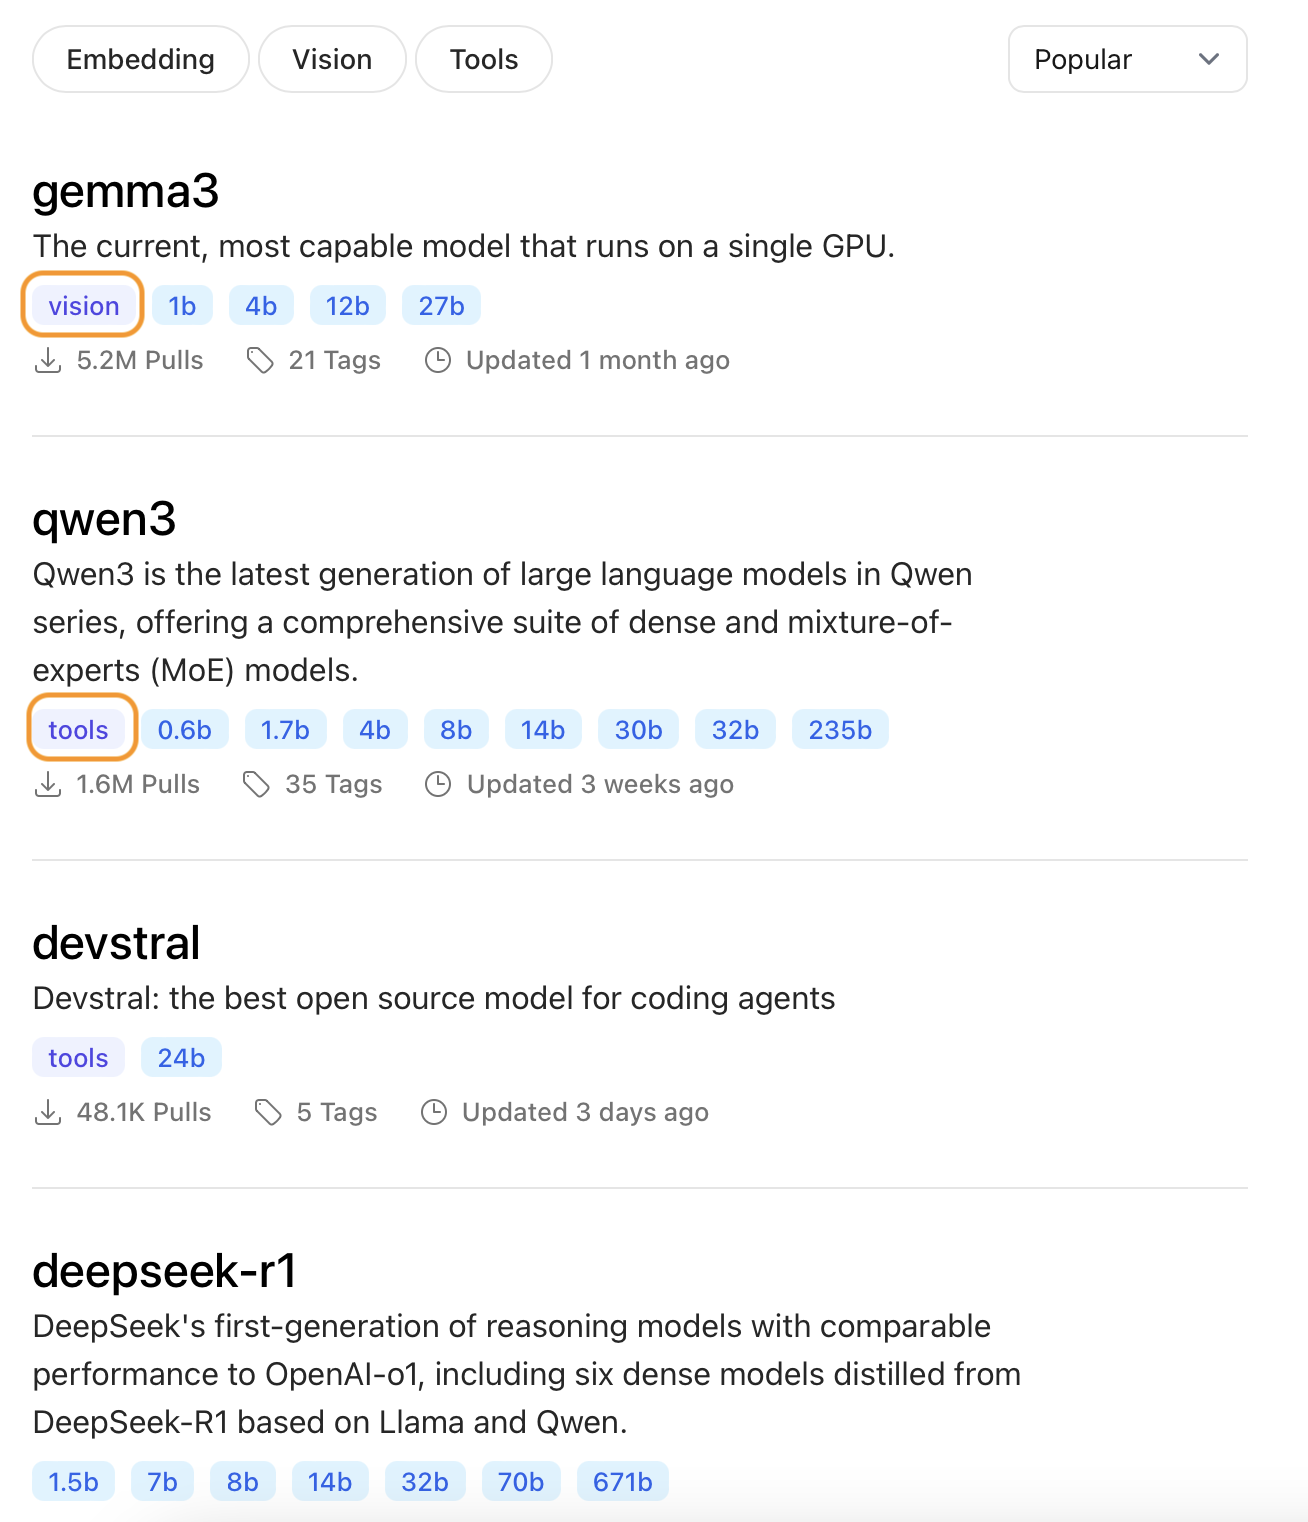 Embedding Vision Tools Popular
gemma3
The current, most capable model that runs on a single GPU.
vision 1b 4b 12b 27b
5.2M Pulls 21 Tags Updated 1 month ago
qwen3
Qwen3 is the latest generation of large language models in Qwen
series, offering a comprehensive suite of dense and mixture-of-
experts (MoE) models.
tools 0.6b 1.7b 4b 8b 14b 30b 32b 235b
1.6M Pulls 35 Tags Updated 3 weeks ago
devstral
Devstral: the best open source model for coding agents
tools 24b
48.1K Pulls 5 Tags Updated 3 days ago
deepseek-r1
DeepSeek's first-generation of reasoning models with comparable
performance to OpenAI-o1, including six dense models distilled from
DeepSeek-R1 based on Llama and Qwen.
1.5b 7b 8b 14b 32b 70b 671b